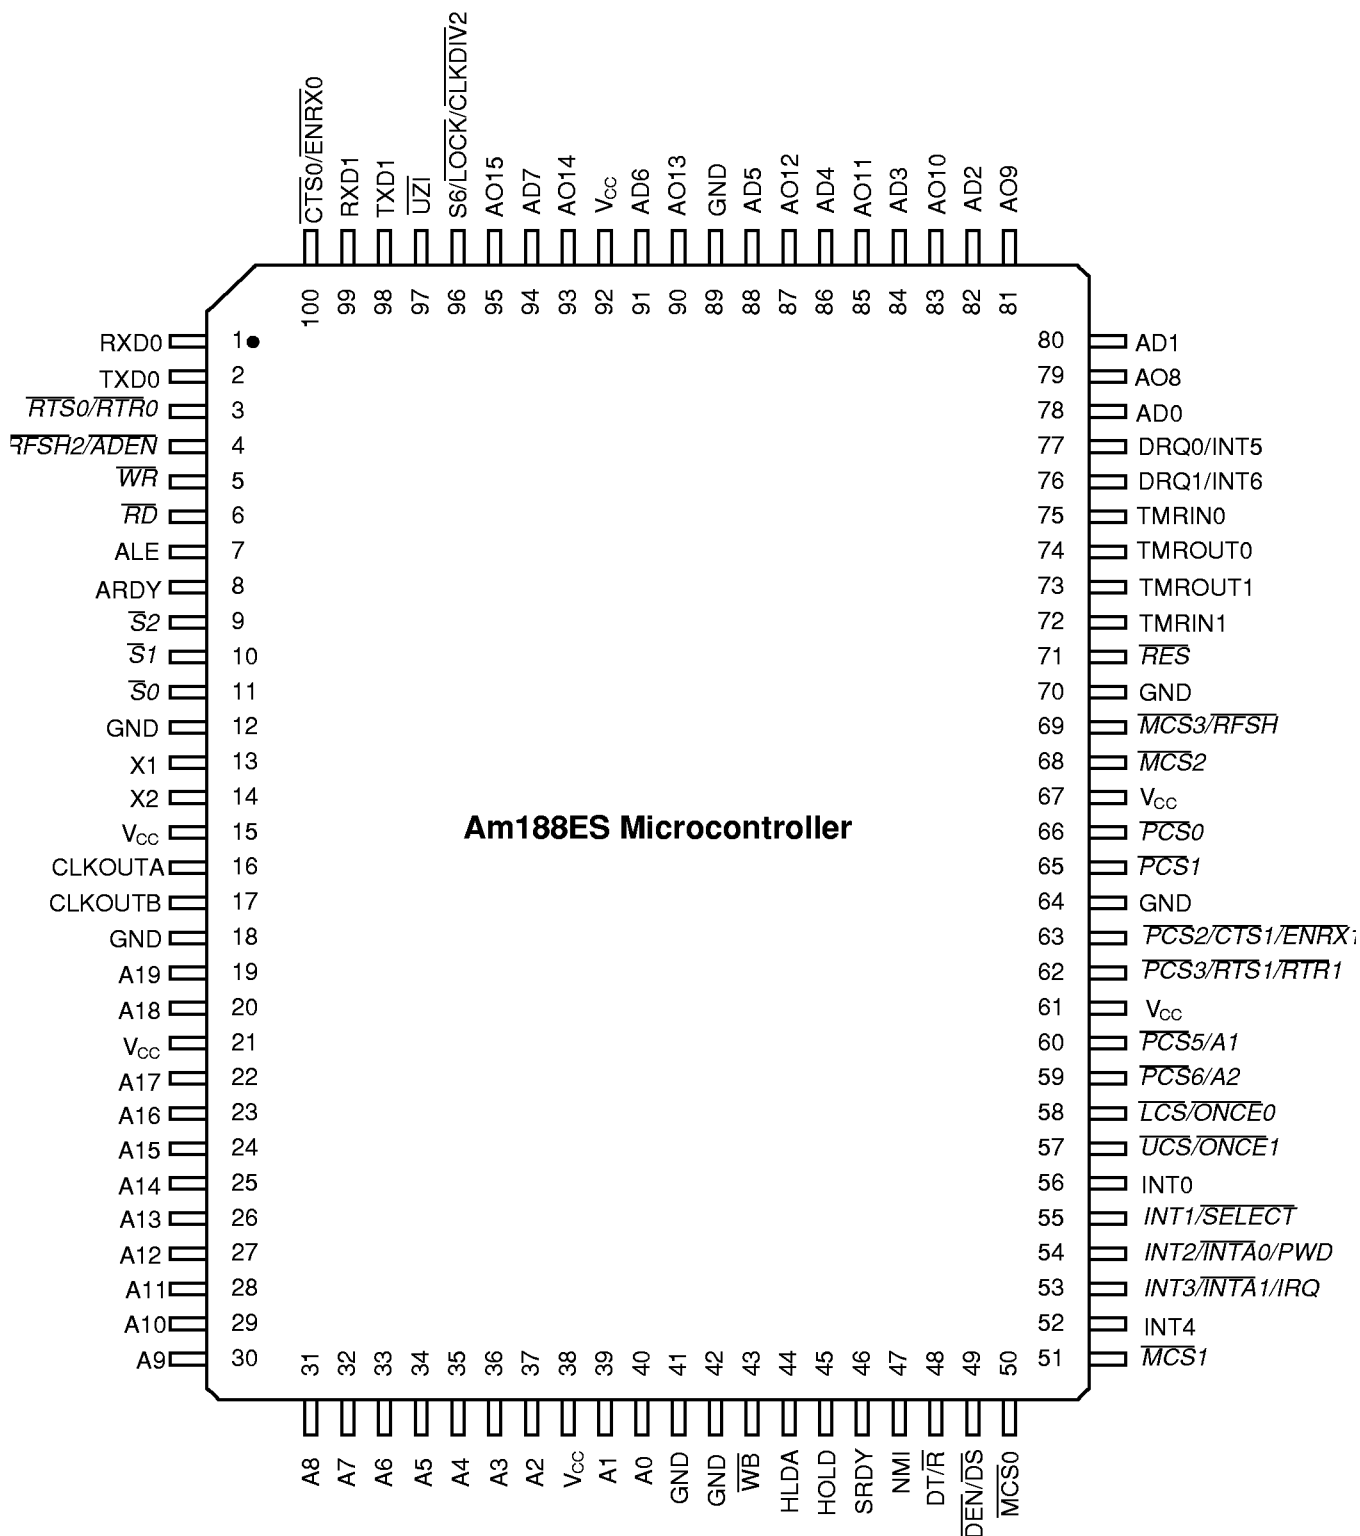 CTS0/ENRX0
RXD1
TXD1
UZI
S6/LOCK/CLKDIV2
AO15
AD7
AO14
VCC
AD6
AO13
GND
AD5
AO12
AD4
AO11
AD3
AO10
AD2
AO9
100 99 98 97 96 95 94 93 92 91 90 89 88 87 86 85 84 83 82 81
RXD0 1 80 AD1
TXD0 2 79 AO8
RTS0/RTR0 3 78 AD0
RFSH2/ADEN 4 77 DRQ0/INT5
WR 5 76 DRQ1/INT6
RD 6 75 TMRIN0
ALE 7 74 TMROUT0
ARDY 8 73 TMROUT1
S2 9 72 TMRIN1
S1 10 71 RES
S0 11 70 GND
GND 12 69 MCS3/RFSH
X1 13 68 MCS2
X2 14 67 VCC
Am188ES Microcontroller
VCC 15 66 PCS0
CLKOUTA 16 65 PCS1
CLKOUTB 17 64 GND
GND 18 63 PCS2/CTS1/ENRX1
A19 19 62 PCS3/RTS1/RTR1
A18 20 61 VCC
VCC 21 60 PCS5/A1
A17 22 59 PCS6/A2
A16 23 58 LCS/ONCE0
A15 24 57 UCS/ONCE1
A14 25 56 INT0
A13 26 55 INT1/SELECT
A12 27 54 INT2/INTA0/PWD
A11 28 53 INT3/INTA1/IRQ
A10 29 52 INT4
A9 30 51 MCS1
31 32 33 34 35 36 37 38 39 40 41 42 43 44 45 46 47 48 49 50
A8
A7
A6
A5
A4
A3
A2
VCC
A1
A0
GND
GND
WB
HLDA
HOLD
SRDY
NMI
DT/R
DEN/DS
MCS0